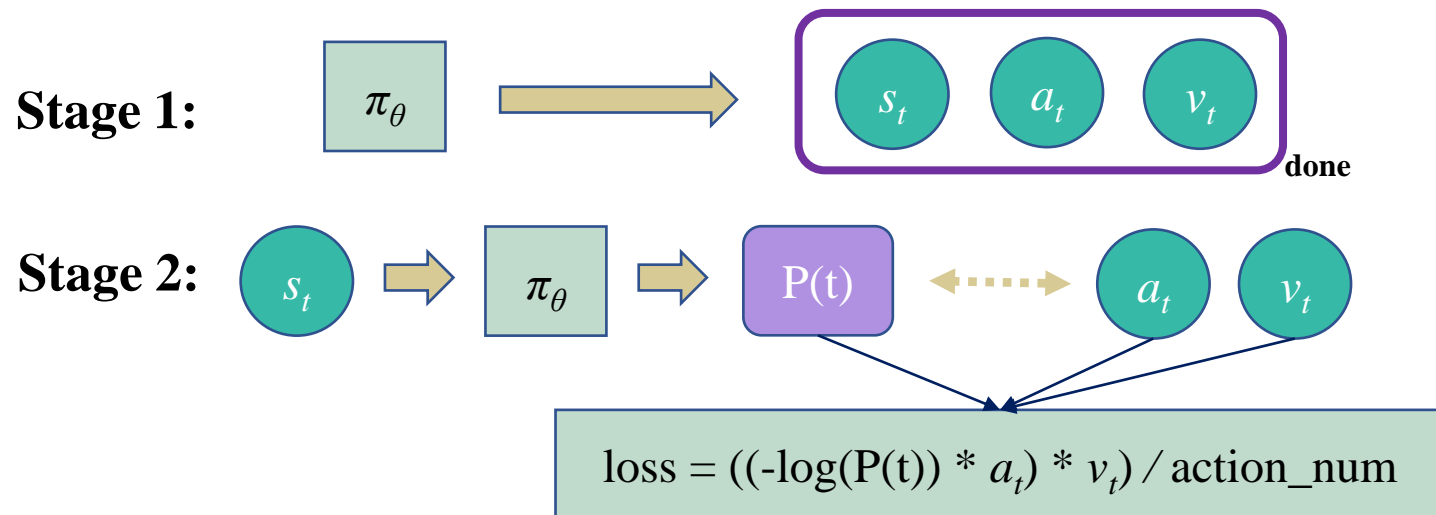 Stage 1:
π_θ
s_t a_t v_t
done
Stage 2:
s_t
π_θ
P(t)
a_t v_t
loss = ((-log(P(t)) * a_t) * v_t) / action_num